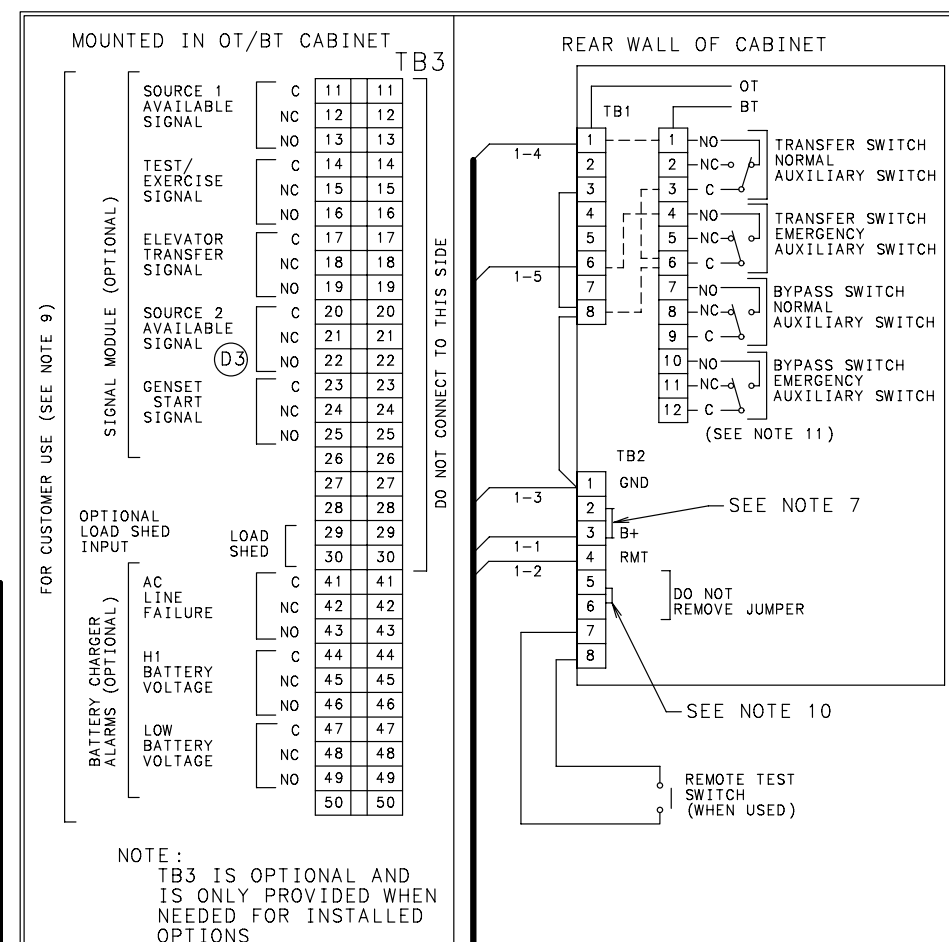 MOUNTED IN OT/BT CABINET
TB3
FOR CUSTOMER USE (SEE NOTE 9)
SIGNAL MODULE (OPTIONAL)
SOURCE 1
AVAILABLE
SIGNAL
C 11 11
NC 12 12
NO 13 13
TEST/
EXERCISE
SIGNAL
C 14 14
NC 15 15
NO 16 16
ELEVATOR
TRANSFER
SIGNAL
C 17 17
NC 18 18
NO 19 19
SOURCE 2
AVAILABLE
SIGNAL
D3
C 20 20
NC 21 21
NO 22 22
GENSET
START
SIGNAL
C 23 23
NC 24 24
NO 25 25
26 26
27 27
28 28
OPTIONAL
LOAD SHED
INPUT
LOAD
SHED
29 29
30 30
DO NOT CONNECT TO THIS SIDE
BATTERY CHARGER
ALARMS (OPTIONAL)
AC
LINE
FAILURE
C 41 41
NC 42 42
NO 43 43
H1
BATTERY
VOLTAGE
C 44 44
NC 45 45
NO 46 46
LOW
BATTERY
VOLTAGE
C 47 47
NC 48 48
NO 49 49
50 50
NOTE:
TB3 IS OPTIONAL AND
IS ONLY PROVIDED WHEN
NEEDED FOR INSTALLED
OPTIONS
REAR WALL OF CABINET
OT
BT
TB1
1
2
3
4
5
6
7
8
1-4
1-5
1 NO
2 NC
3 C
TRANSFER SWITCH
NORMAL
AUXILIARY SWITCH
4 NO
5 NC
6 C
TRANSFER SWITCH
EMERGENCY
AUXILIARY SWITCH
7 NO
8 NC
9 C
BYPASS SWITCH
NORMAL
AUXILIARY SWITCH
10 NO
11 NC
12 C
BYPASS SWITCH
EMERGENCY
AUXILIARY SWITCH
(SEE NOTE 11)
TB2
1 GND
2
3 B+
4 RMT
5
6
7
8
1-3
1-1
1-2
SEE NOTE 7
DO NOT
REMOVE JUMPER
SEE NOTE 10
REMOTE TEST
SWITCH
(WHEN USED)